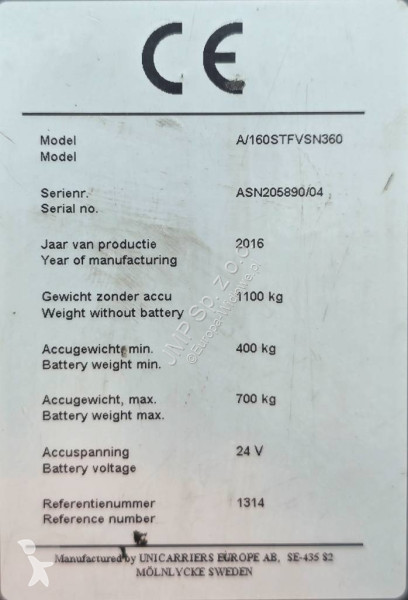 CE
Model A/160STFVSN360
Model
Serienr. ASN205890/04
Serial no.
Jaar van productie 2016
Year of manufacturing
Gewicht zonder accu 1100 kg
Weight without battery
Accugewicht min. 400 kg
Battery weight min.
Accugewicht, max. 700 kg
Battery weight max.
Accuspanning 24 V
Battery voltage
Referentienummer 1314
Reference number
Manufactured by UNICARRIERS EUROPE AB, SE-435 82
MÖLNLYCKE SWEDEN
JMP Sp. z o.o.